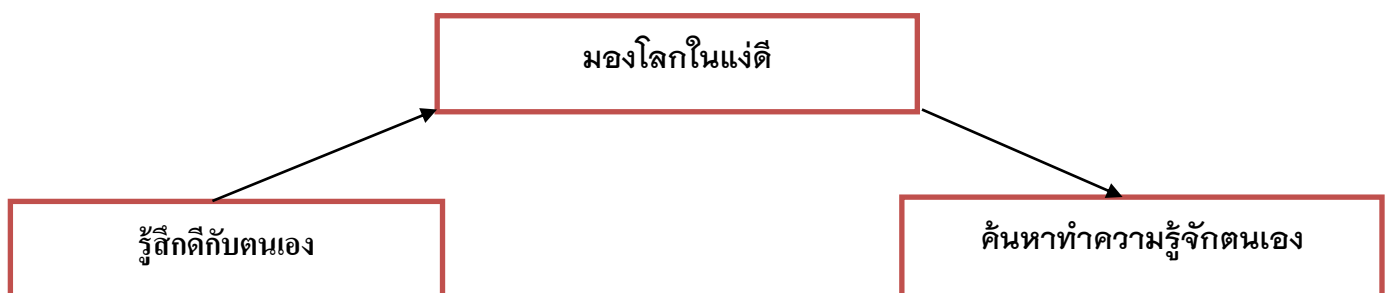 มองโลกในแง่ดี
รู้สึกดีกับตนเอง
ค้นหาทำความรู้จักตนเอง